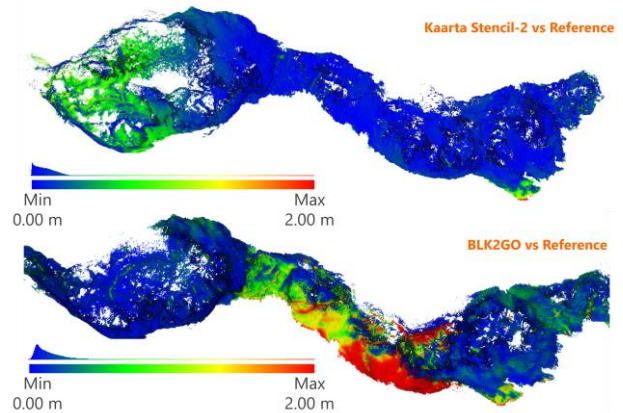 Kaarta Stencil-2 vs Reference
Min Max
0.00 m 2.00 m
BLK2GO vs Reference
Min Max
0.00 m 2.00 m